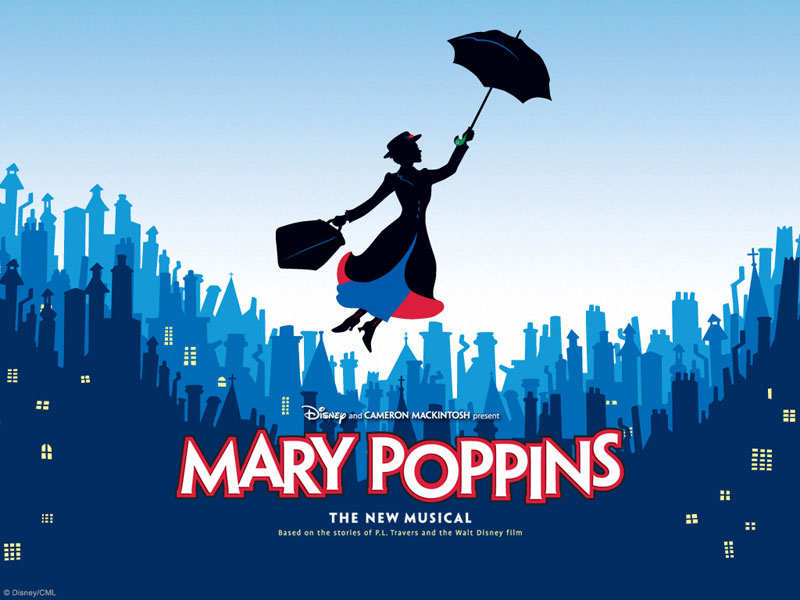 Disney and CAMERON MACKINTOSH present
MARY POPPINS
THE NEW MUSICAL
Based on the stories of P.L. Travers and the Walt Disney film
© Disney/CML